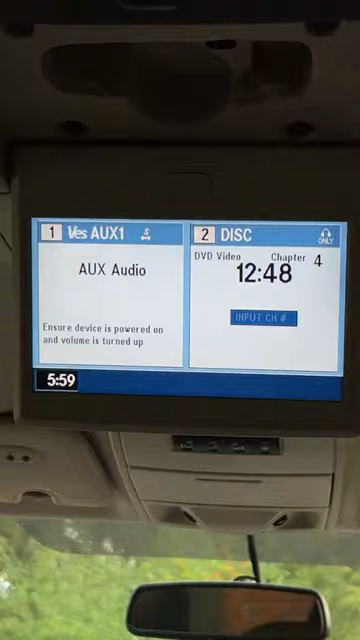 1 Ves AUX1
AUX Audio
Ensure device is powered on
and volume is turned up
2 DISC
ONLY
DVD Video Chapter 4
12:48
INPUT CH #
5:59